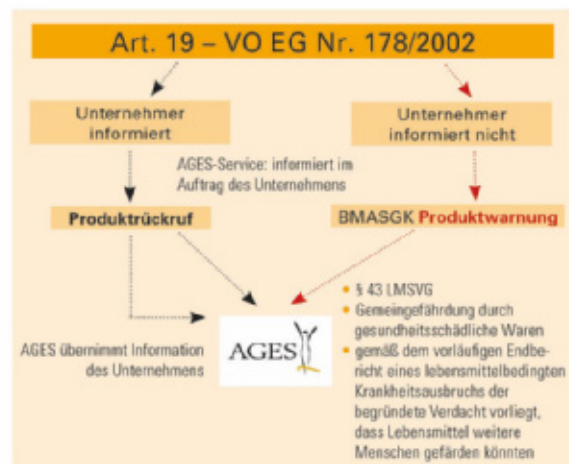 Art. 19 – VO EG Nr. 178/2002
Unternehmer
informiert
Unternehmer
informiert nicht
AGES-Service: informiert im
Auftrag des Unternehmens
Produktrückruf
BMASGK Produktwarnung
AGES übernimmt Information
des Unternehmens
AGES
• § 43 LMSVG
• Gemeingefährdung durch
gesundheitsschädliche Waren
• gemäß dem vorläufigen Endbe-
richt eines lebensmittelbedingten
Krankheitsausbruchs der
begründete Verdacht vorliegt,
dass Lebensmittel weitere
Menschen gefärden könnten